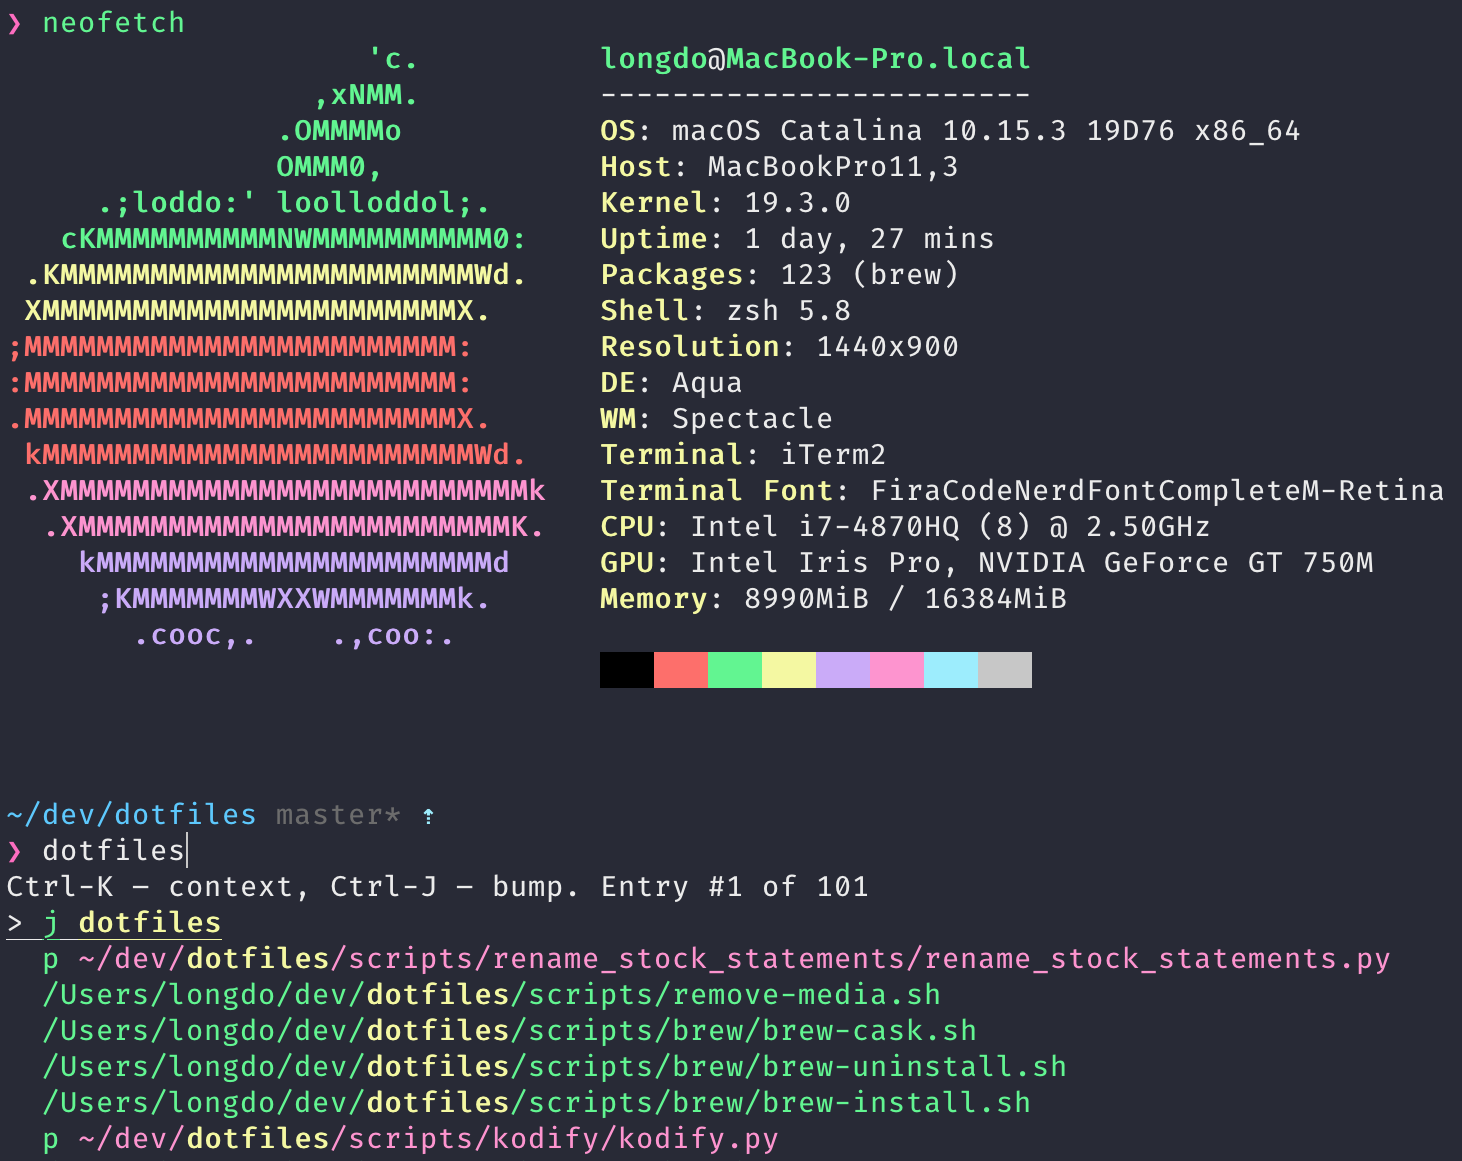 ❯ neofetch
                    'c.          longdo@MacBook-Pro.local
                 ,xNMM.          ------------------------
               .OMMMMo           OS: macOS Catalina 10.15.3 19D76 x86_64
               OMMM0,            Host: MacBookPro11,3
     .;loddo:' loolloddol;.      Kernel: 19.3.0
   cKMMMMMMMMMMNWMMMMMMMMMM0:    Uptime: 1 day, 27 mins
 .KMMMMMMMMMMMMMMMMMMMMMMMWd.    Packages: 123 (brew)
 XMMMMMMMMMMMMMMMMMMMMMMMX.      Shell: zsh 5.8
;MMMMMMMMMMMMMMMMMMMMMMMM:       Resolution: 1440x900
:MMMMMMMMMMMMMMMMMMMMMMMM:       DE: Aqua
.MMMMMMMMMMMMMMMMMMMMMMMMX.      WM: Spectacle
 kMMMMMMMMMMMMMMMMMMMMMMMMWd.    Terminal: iTerm2
 .XMMMMMMMMMMMMMMMMMMMMMMMMMMk   Terminal Font: FiraCodeNerdFontCompleteM-Retina
  .XMMMMMMMMMMMMMMMMMMMMMMMMK.   CPU: Intel i7-4870HQ (8) @ 2.50GHz
    kMMMMMMMMMMMMMMMMMMMMMMd     GPU: Intel Iris Pro, NVIDIA GeForce GT 750M
     ;KMMMMMMMWXXWMMMMMMMk.      Memory: 8990MiB / 16384MiB
       .cooc,.    .,coo:.
~/dev/dotfiles master* ⇡
❯ dotfiles
Ctrl-K – context, Ctrl-J – bump. Entry #1 of 101
> j dotfiles
  p ~/dev/dotfiles/scripts/rename_stock_statements/rename_stock_statements.py
  /Users/longdo/dev/dotfiles/scripts/remove-media.sh
  /Users/longdo/dev/dotfiles/scripts/brew/brew-cask.sh
  /Users/longdo/dev/dotfiles/scripts/brew/brew-uninstall.sh
  /Users/longdo/dev/dotfiles/scripts/brew/brew-install.sh
  p ~/dev/dotfiles/scripts/kodify/kodify.py